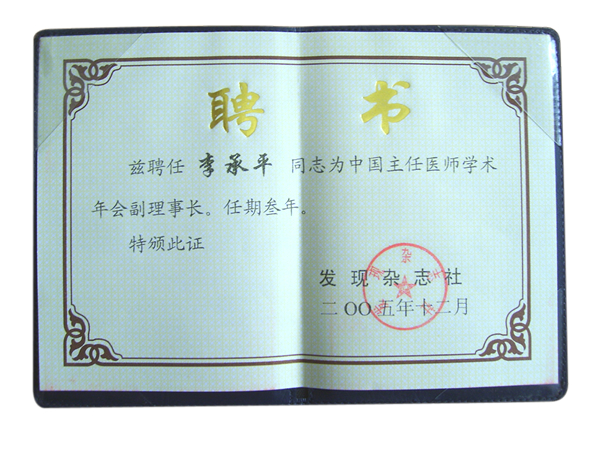 聘 书
兹聘任 李承平 同志为中国主任医师学术
年会副理事长。任期叁年。
特颁此证
发现杂志社
二〇〇五年十二月